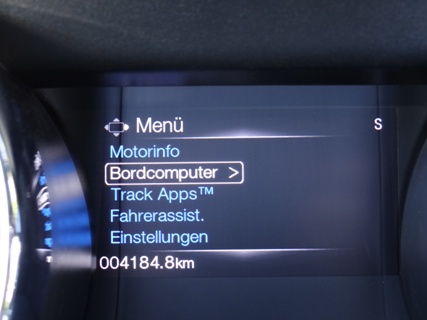 Menü
S
Motorinfo
Bordcomputer >
Track Apps™
Fahrerassist.
Einstellungen
004184.8km